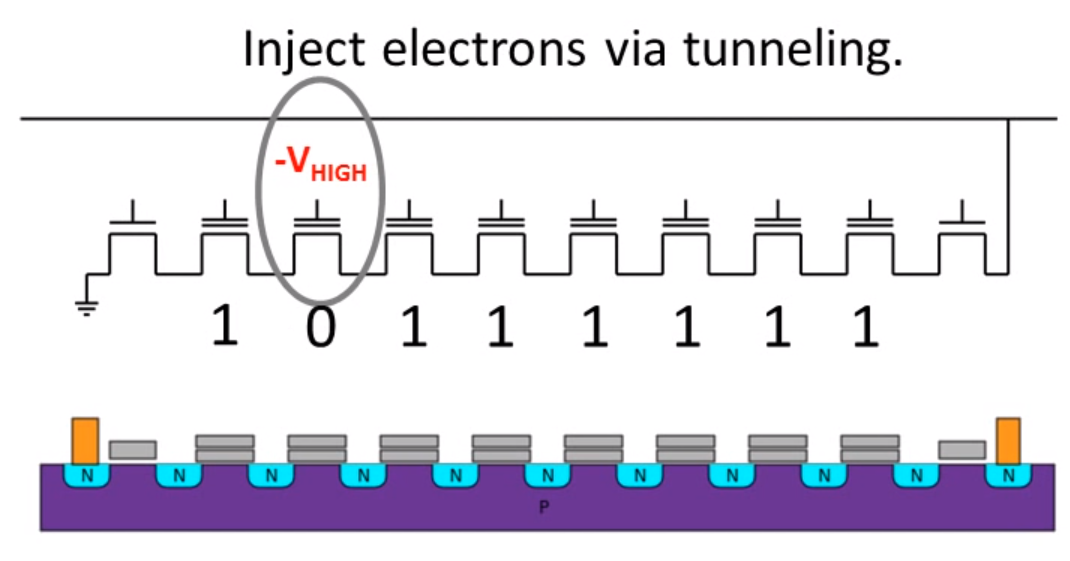 Inject electrons via tunneling.
-VHIGH
1 0 1 1 1 1 1 1
N N N N N N N N N N N
P